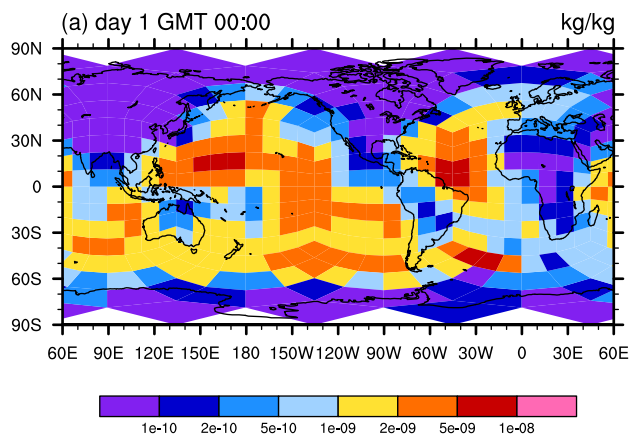 (a) day 1 GMT 00:00 kg/kg
90N
60N
30N
0
30S
60S
90S
60E 90E 120E 150E 180 150W 120W 90W 60W 30W 0 30E 60E
1e-10 2e-10 5e-10 1e-09 2e-09 5e-09 1e-08